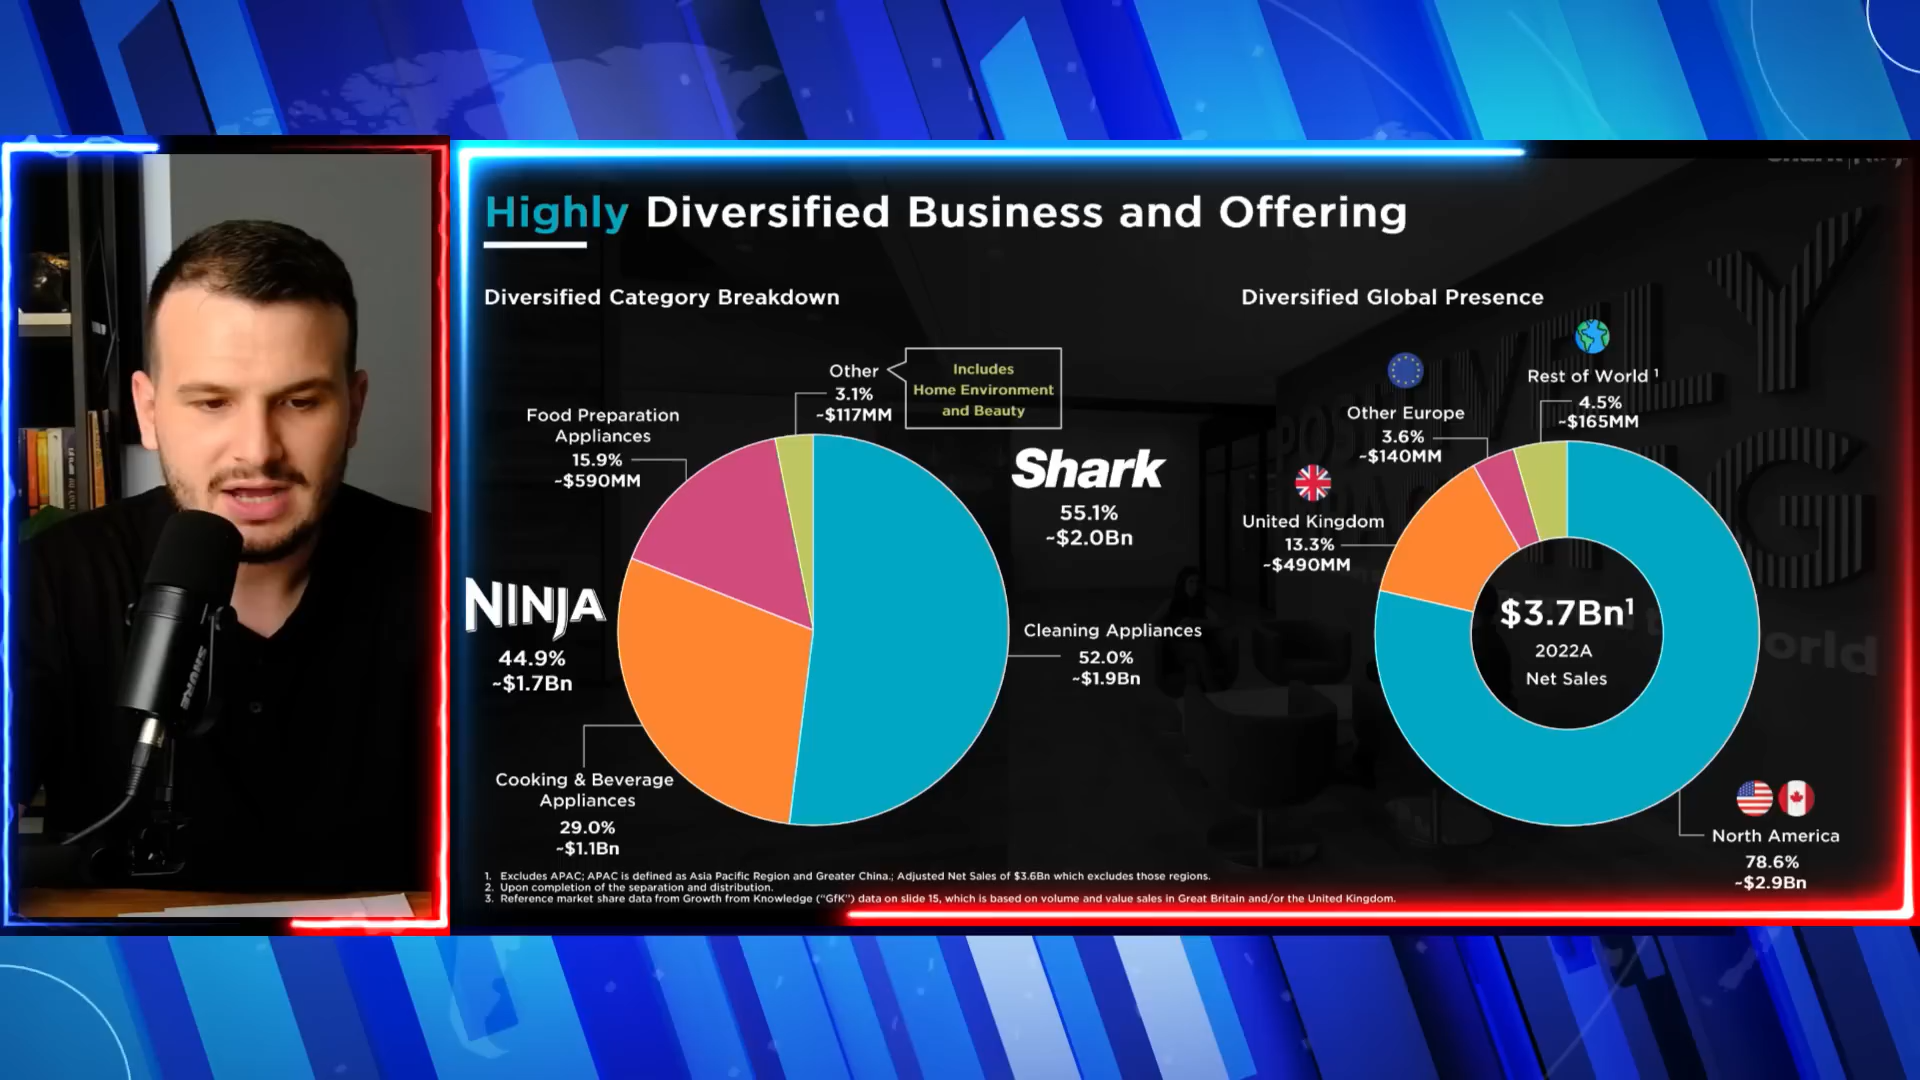 Highly Diversified Business and Offering
Diversified Category Breakdown
Other
3.1%
~$117MM
Includes
Home Environment
and Beauty
Food Preparation
Appliances
15.9%
~$590MM
Shark
55.1%
~$2.0Bn
NINJA
44.9%
~$1.7Bn
Cleaning Appliances
52.0%
~$1.9Bn
Cooking & Beverage
Appliances
29.0%
~$1.1Bn
Diversified Global Presence
Rest of World ¹
4.5%
~$165MM
Other Europe
3.6%
~$140MM
United Kingdom
13.3%
~$490MM
$3.7Bn¹
2022A
Net Sales
North America
78.6%
~$2.9Bn
1. Excludes APAC; APAC is defined as Asia Pacific Region and Greater China.; Adjusted Net Sales of $3.6Bn which excludes those regions.
2. Upon completion of the separation and distribution.
3. Reference market share data from Growth from Knowledge ("GfK") data on slide 15, which is based on volume and value sales in Great Britain and/or the United Kingdom.
SHURE